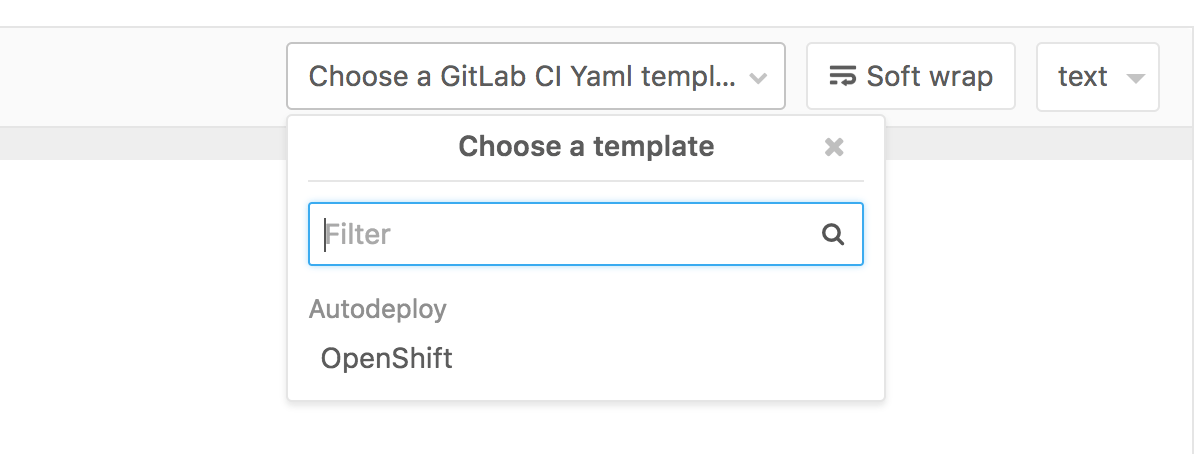 Choose a GitLab CI Yaml templ... Soft wrap text
Choose a template
Filter
Autodeploy
OpenShift